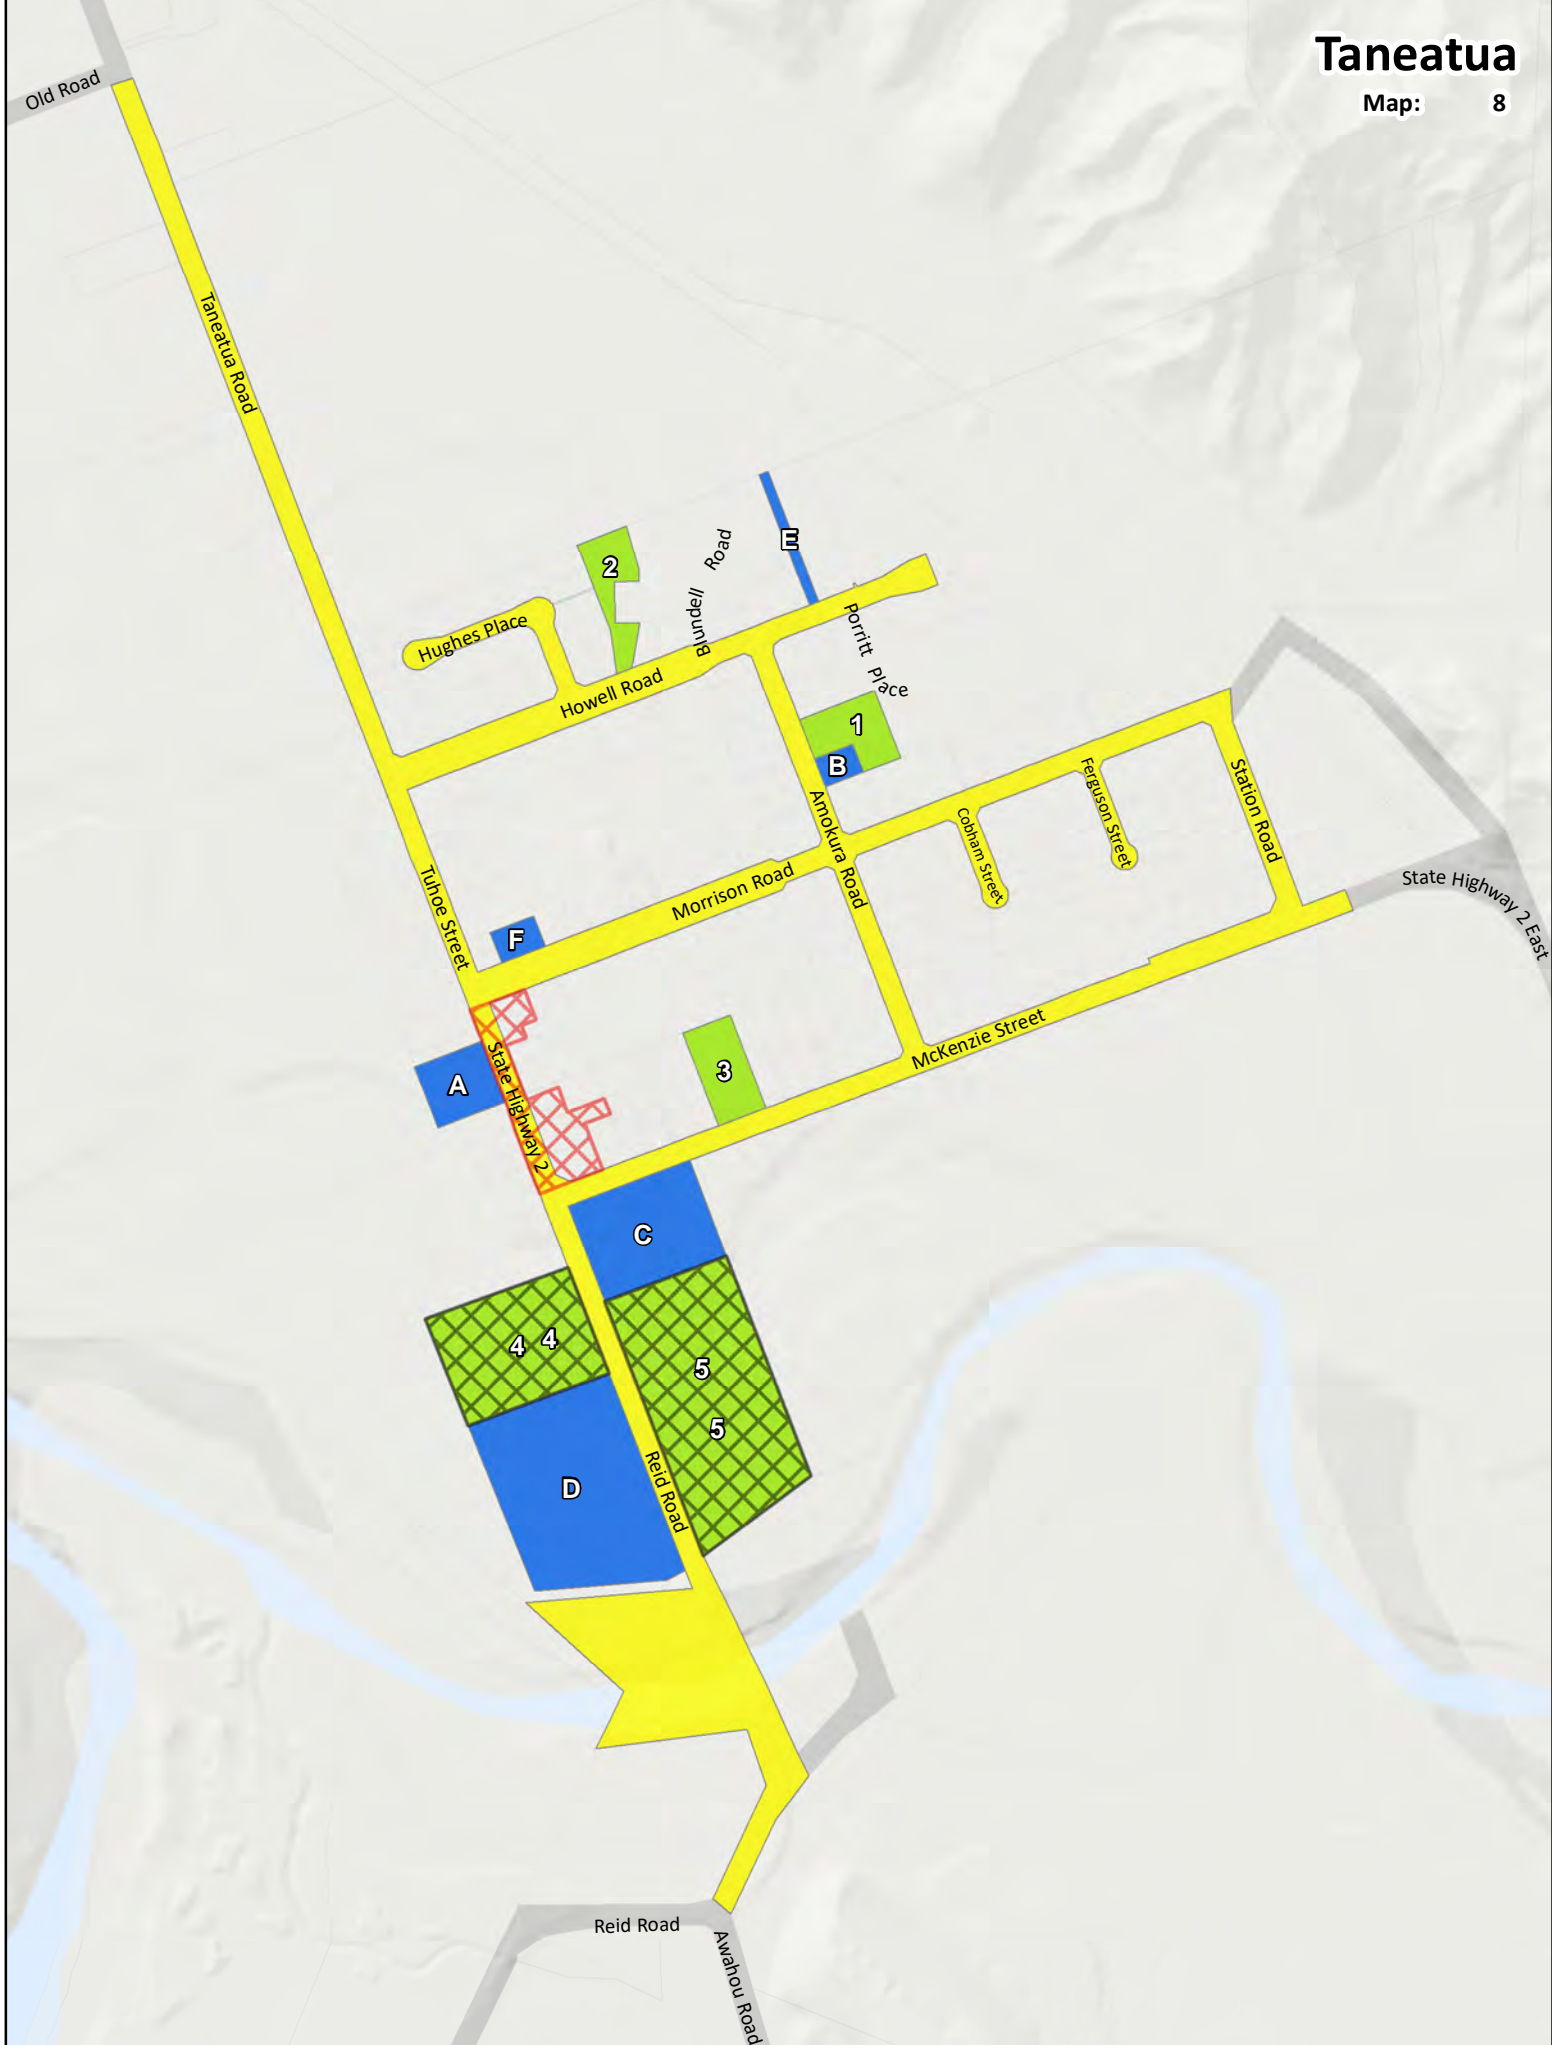 Taneatua
Map: 8
Old Road
Taneatua Road
E
Blundell Road
2
Hughes Place
Porritt Place
Howell Road
1
B
Ferguson Street
Station Road
Amokura Road
Cobham Street
Tuhoe Street
Morrison Road
State Highway 2 East
F
McKenzie Street
State Highway 2
A
3
C
4 4
5
5
D
Reid Road
Reid Road
Awahou Road